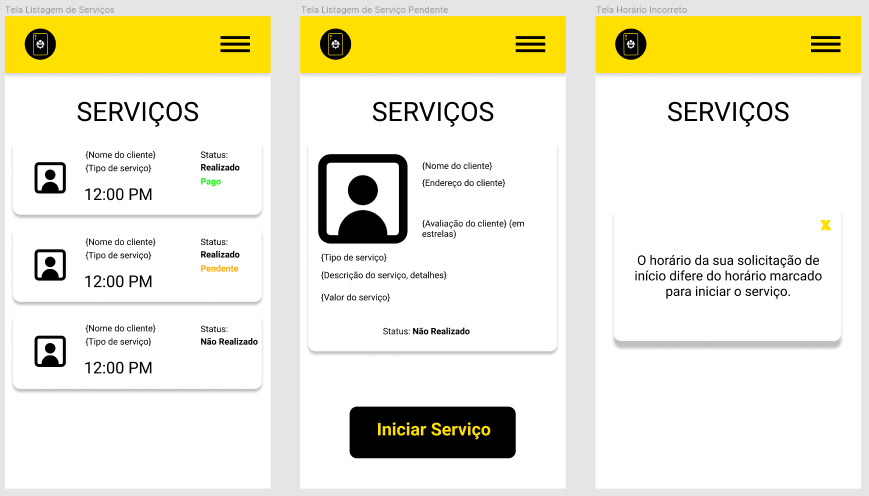 Tela Listagem de Serviços
SERVIÇOS
{Nome do cliente}
{Tipo de serviço}
12:00 PM
Status:
Realizado
Pago
{Nome do cliente}
{Tipo de serviço}
12:00 PM
Status:
Realizado
Pendente
{Nome do cliente}
{Tipo de serviço}
12:00 PM
Status:
Não Realizado
Tela Listagem de Serviço Pendente
SERVIÇOS
{Nome do cliente}
{Endereço do cliente}
{Avaliação do cliente} (em
estrelas)
{Tipo de serviço}
{Descrição do serviço, detalhes}
{Valor do serviço}
Status: Não Realizado
Iniciar Serviço
Tela Horário Incorreto
SERVIÇOS
X
O horário da sua solicitação de
início difere do horário marcado
para iniciar o serviço.